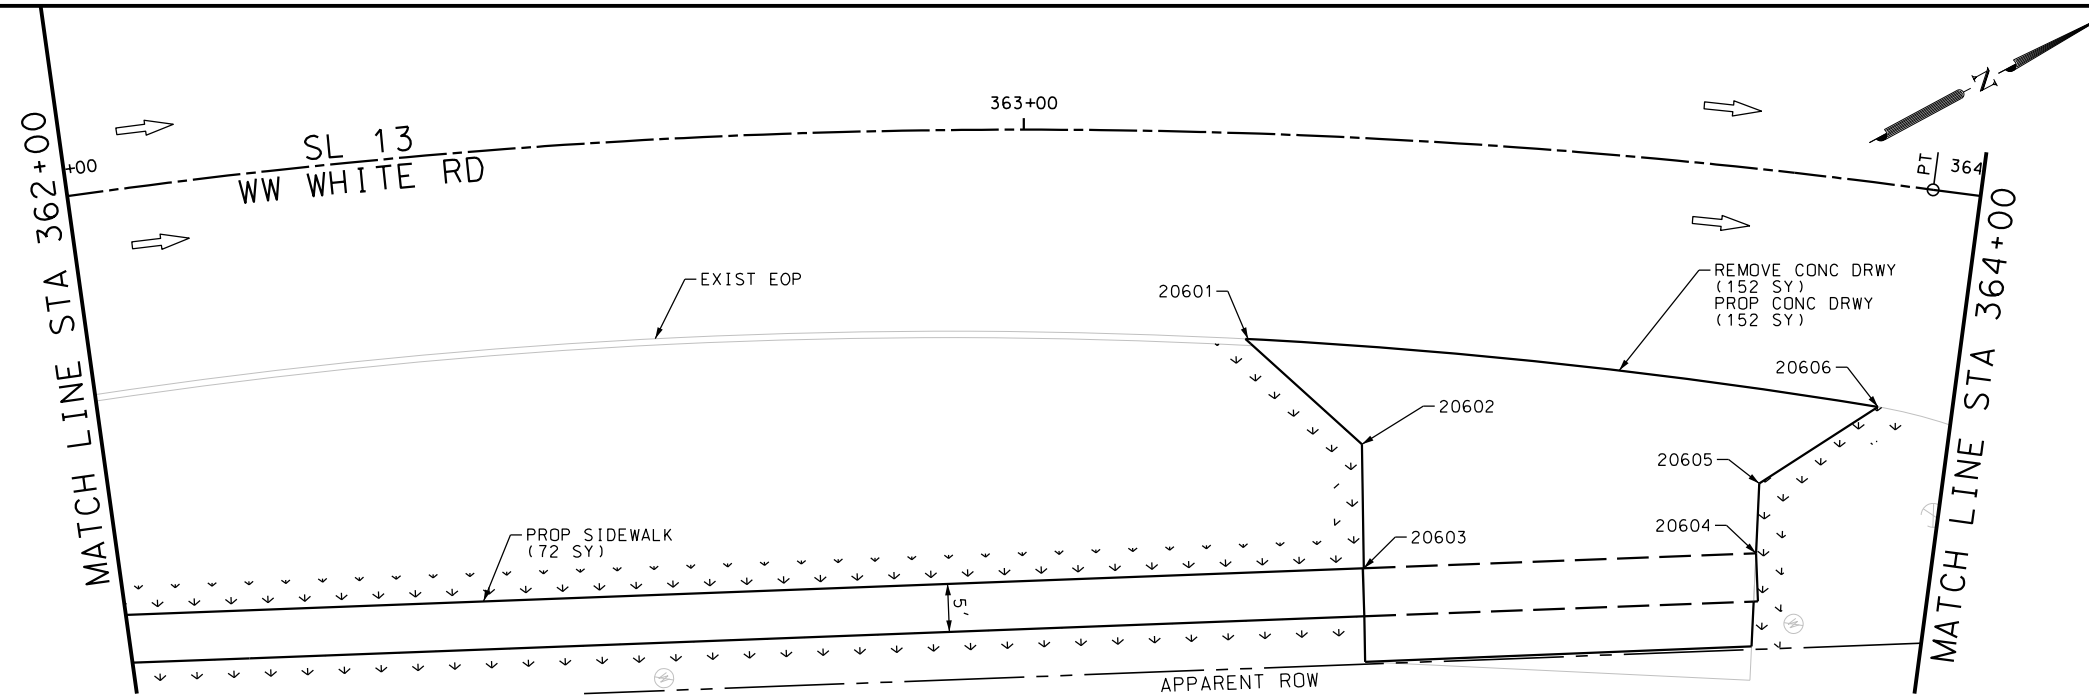 363+00
N
MATCH LINE STA 362+00
+00
SL 13
WW WHITE RD
PT
364
MATCH LINE STA 364+00
EXIST EOP
20601
REMOVE CONC DRWY
(152 SY)
PROP CONC DRWY
(152 SY)
20606
20602
20605
20604
20603
PROP SIDEWALK
(72 SY)
5'
APPARENT ROW